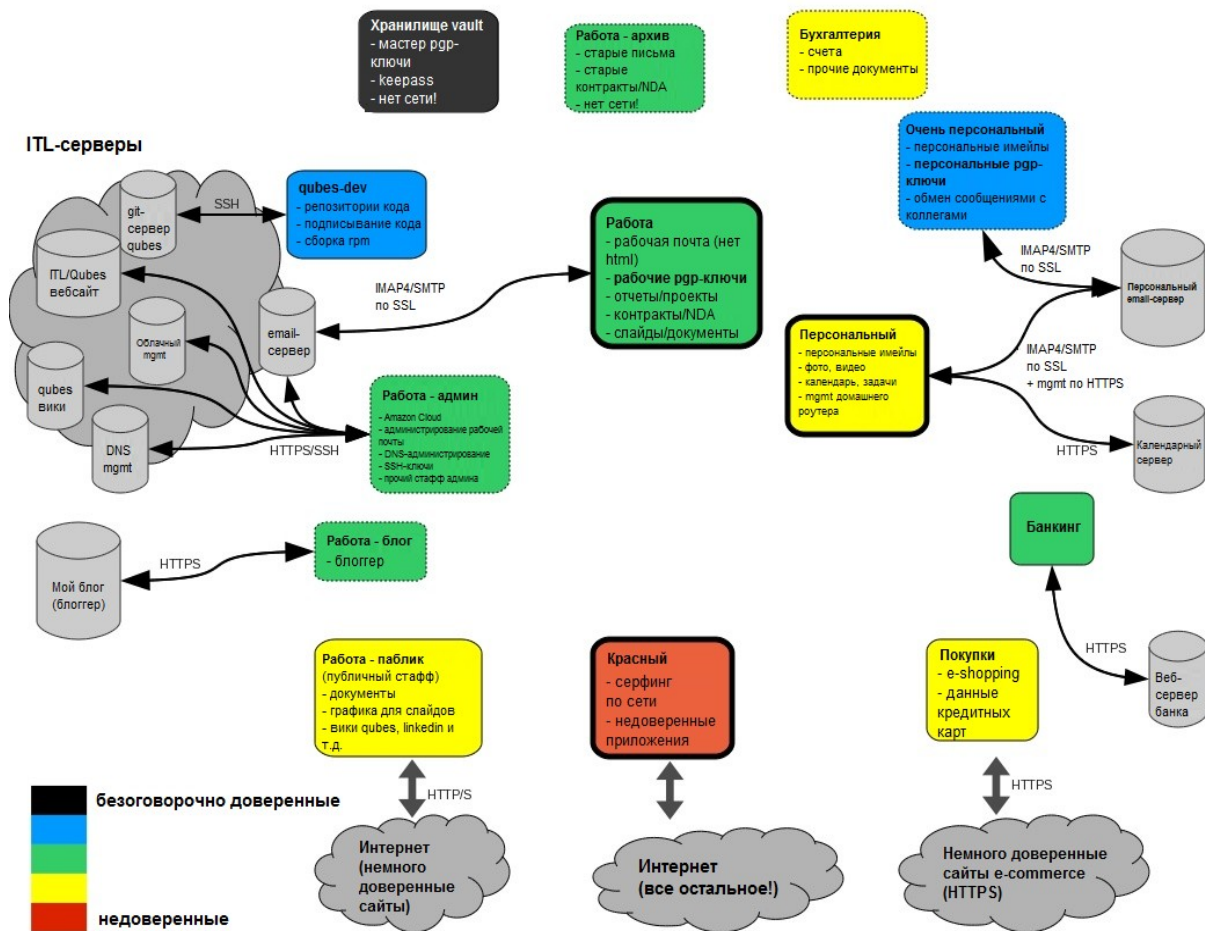 Хранилище vault
- мастер pgp-
ключи
- keepass
- нет сети!
Работа - архив
- старые письма
- старые
контракты/NDA
- нет сети!
Бухгалтерия
- счета
- прочие документы
ITL-серверы
git-
сервер
qubes
SSH
qubes-dev
- репозитории кода
- подписывание кода
- сборка rpm
ITL/Qubes
вебсайт
Облачный
mgmt
email-
сервер
qubes
вики
DNS
mgmt
IMAP4/SMTP
по SSL
HTTPS/SSH
Работа - админ
- Amazon Cloud
- администрирование рабочей
почты
- DNS-администрирование
- SSH-ключи
- прочий стафф админа
Работа
- рабочая почта (нет
html)
- рабочие pgp-ключи
- отчеты/проекты
- контракты/NDA
- слайды/документы
Очень персональный
- персональные имейлы
- персональные pgp-
ключи
- обмен сообщениями с
коллегами
IMAP4/SMTP
по SSL
Персональный
email-сервер
Персональный
- персональные имейлы
- фото, видео
- календарь, задачи
- mgmt домашнего
роутера
IMAP4/SMTP
по SSL
+ mgmt по HTTPS
HTTPS
Календарный
сервер
Мой блог
(блоггер)
HTTPS
Работа - блог
- блоггер
Банкинг
HTTPS
Веб-
сервер
банка
Работа - паблик
(публичный стафф)
- документы
- графика для слайдов
- вики qubes, linkedin и
т.д.
HTTP/S
Интернет
(немного
доверенные
сайты)
Красный
- серфинг
по сети
- недоверенные
приложения
Интернет
(все остальное!)
Покупки
- e-shopping
- данные
кредитных
карт
HTTPS
Немного доверенные
сайты e-commerce
(HTTPS)
безоговорочно доверенные
недоверенные